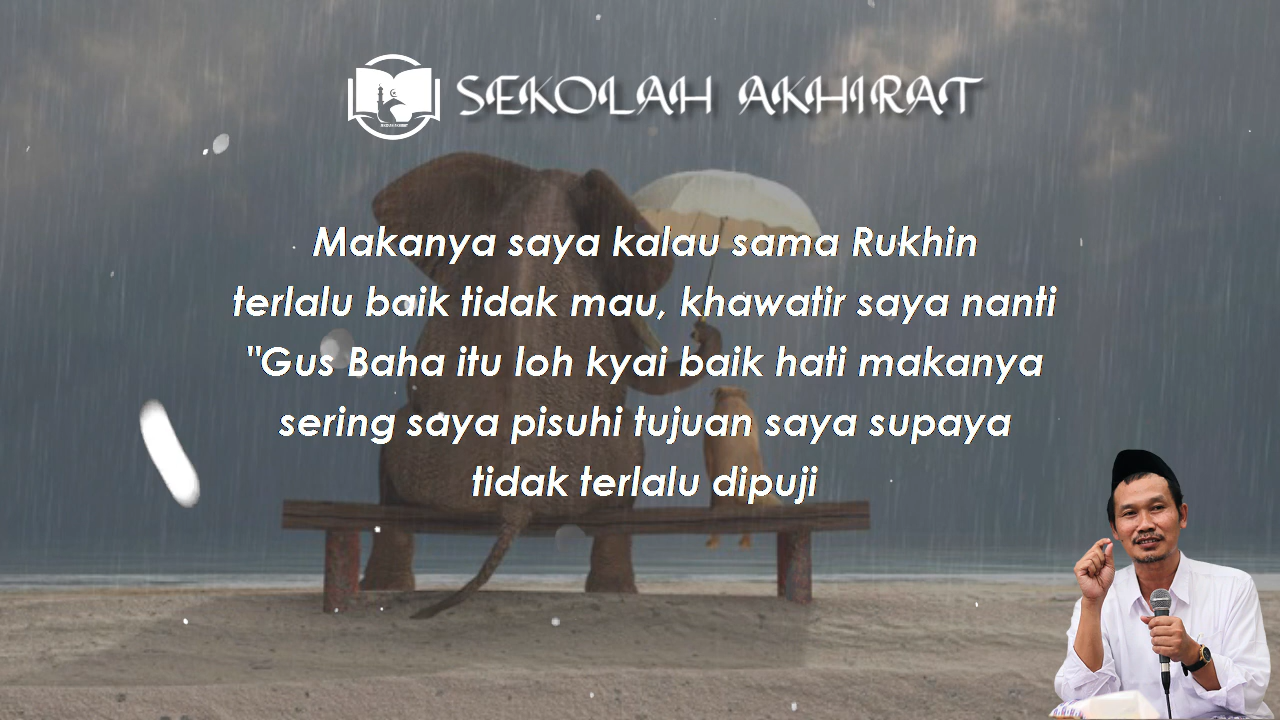 SEKOLAH AKHIRAT
Makanya saya kalau sama Rukhin
terlalu baik tidak mau, khawatir saya nanti
"Gus Baha itu loh kyai baik hati makanya
sering saya pisuhi tujuan saya supaya
tidak terlalu dipuji